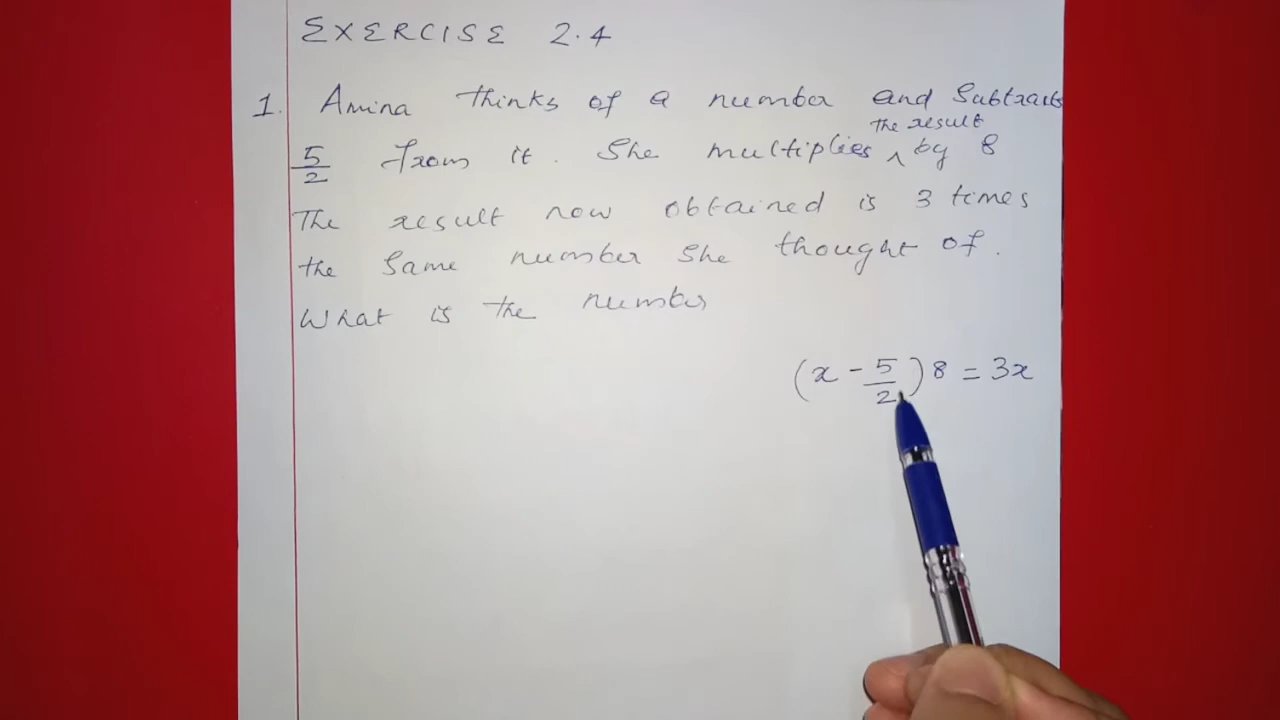 EXERCISE 2.4
1. Amina thinks of a number and Subtracts
the result
5/2 from it. She multiplies ^ by 8
The result now obtained is 3 times
the same number she thought of.
What is the number
(x - 5/2) 8 = 3x